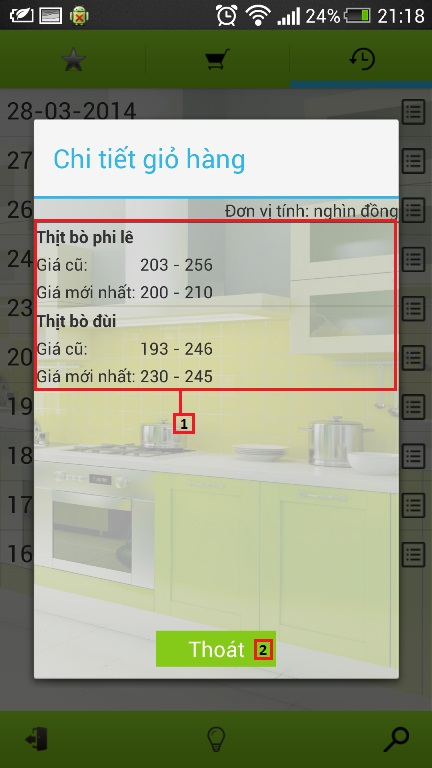 24% 21:18
28-03-2014
Chi tiết giỏ hàng
27
26
Đơn vị tính: nghìn đồng
Thịt bò phi lê
24
Giá cũ: 203 - 256
Giá mới nhất: 200 - 210
23
Thịt bò đùi
Giá cũ: 193 - 246
20
Giá mới nhất: 230 - 245
19
1
18
17
16
Thoát 2